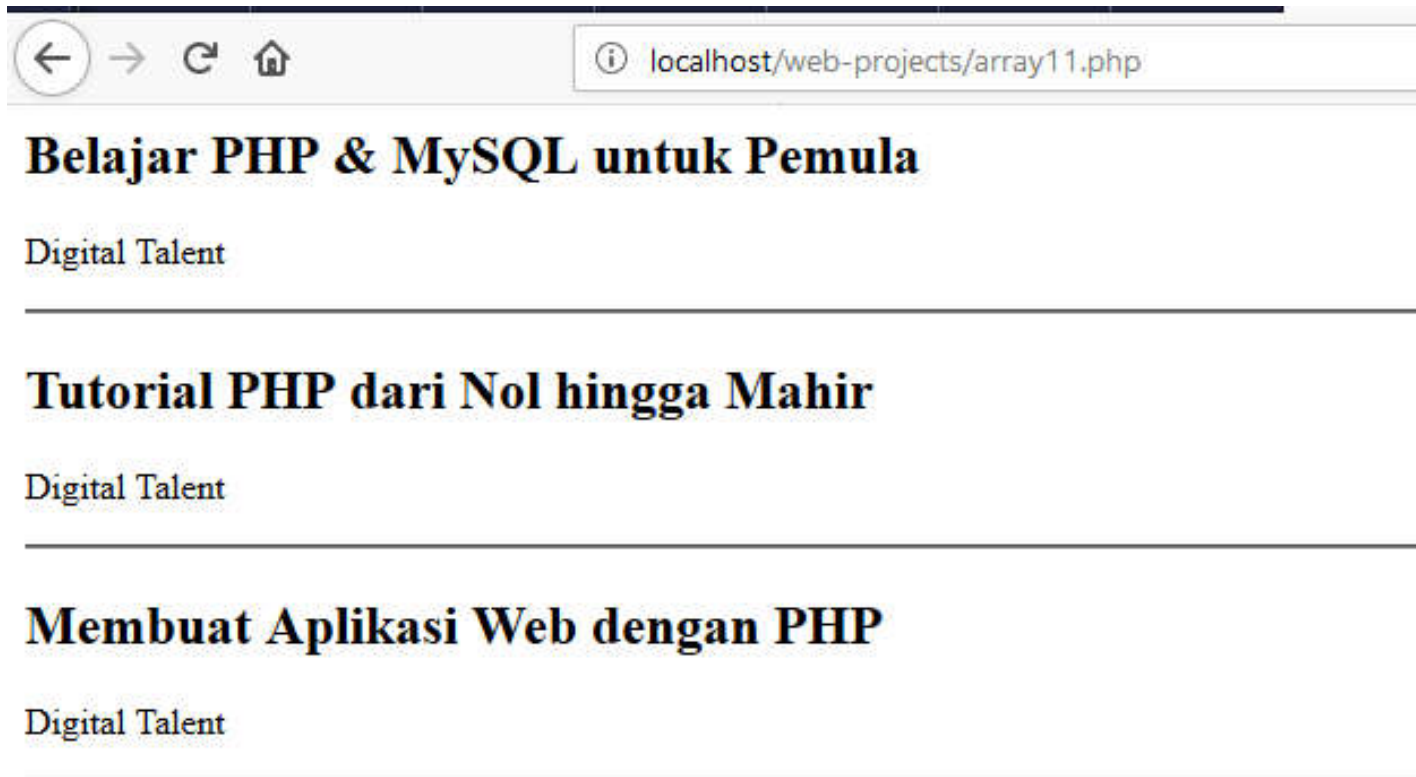 localhost/web-projects/array11.php
Belajar PHP & MySQL untuk Pemula
Digital Talent
Tutorial PHP dari Nol hingga Mahir
Digital Talent
Membuat Aplikasi Web dengan PHP
Digital Talent